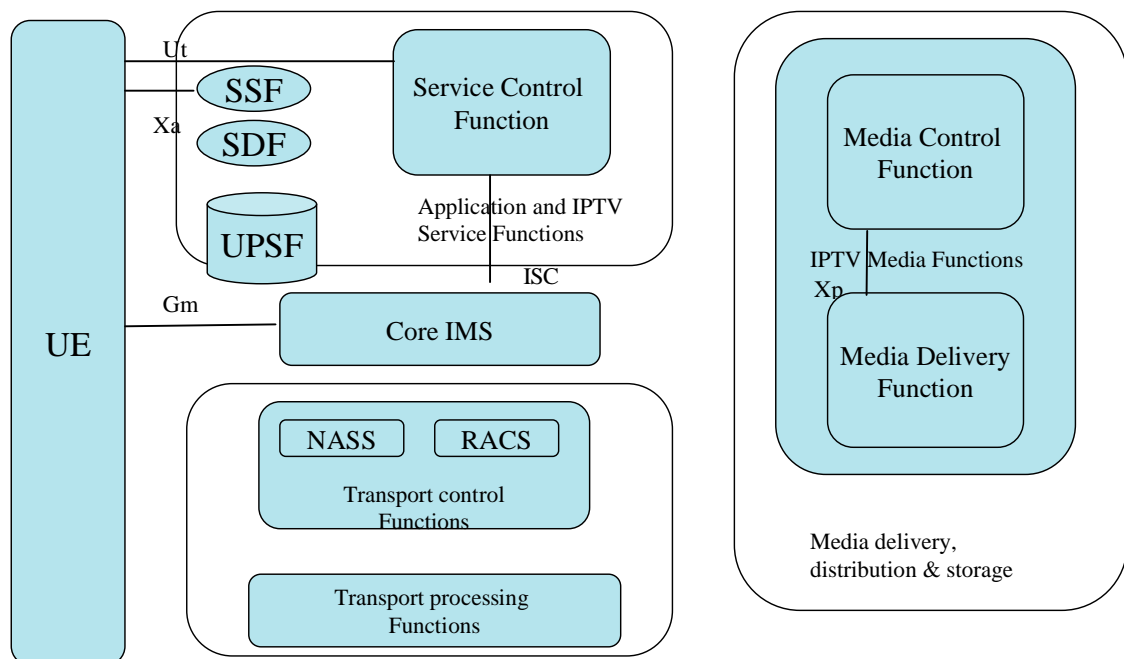 Ut
SSF
Xa
SDF
UPSF
Service Control
Function
Application and IPTV
Service Functions
ISC
Gm
UE
Core IMS
NASS
RACS
Transport control
Functions
Transport processing
Functions
Media Control
Function
IPTV Media Functions
Xp
Media Delivery
Function
Media delivery,
distribution & storage